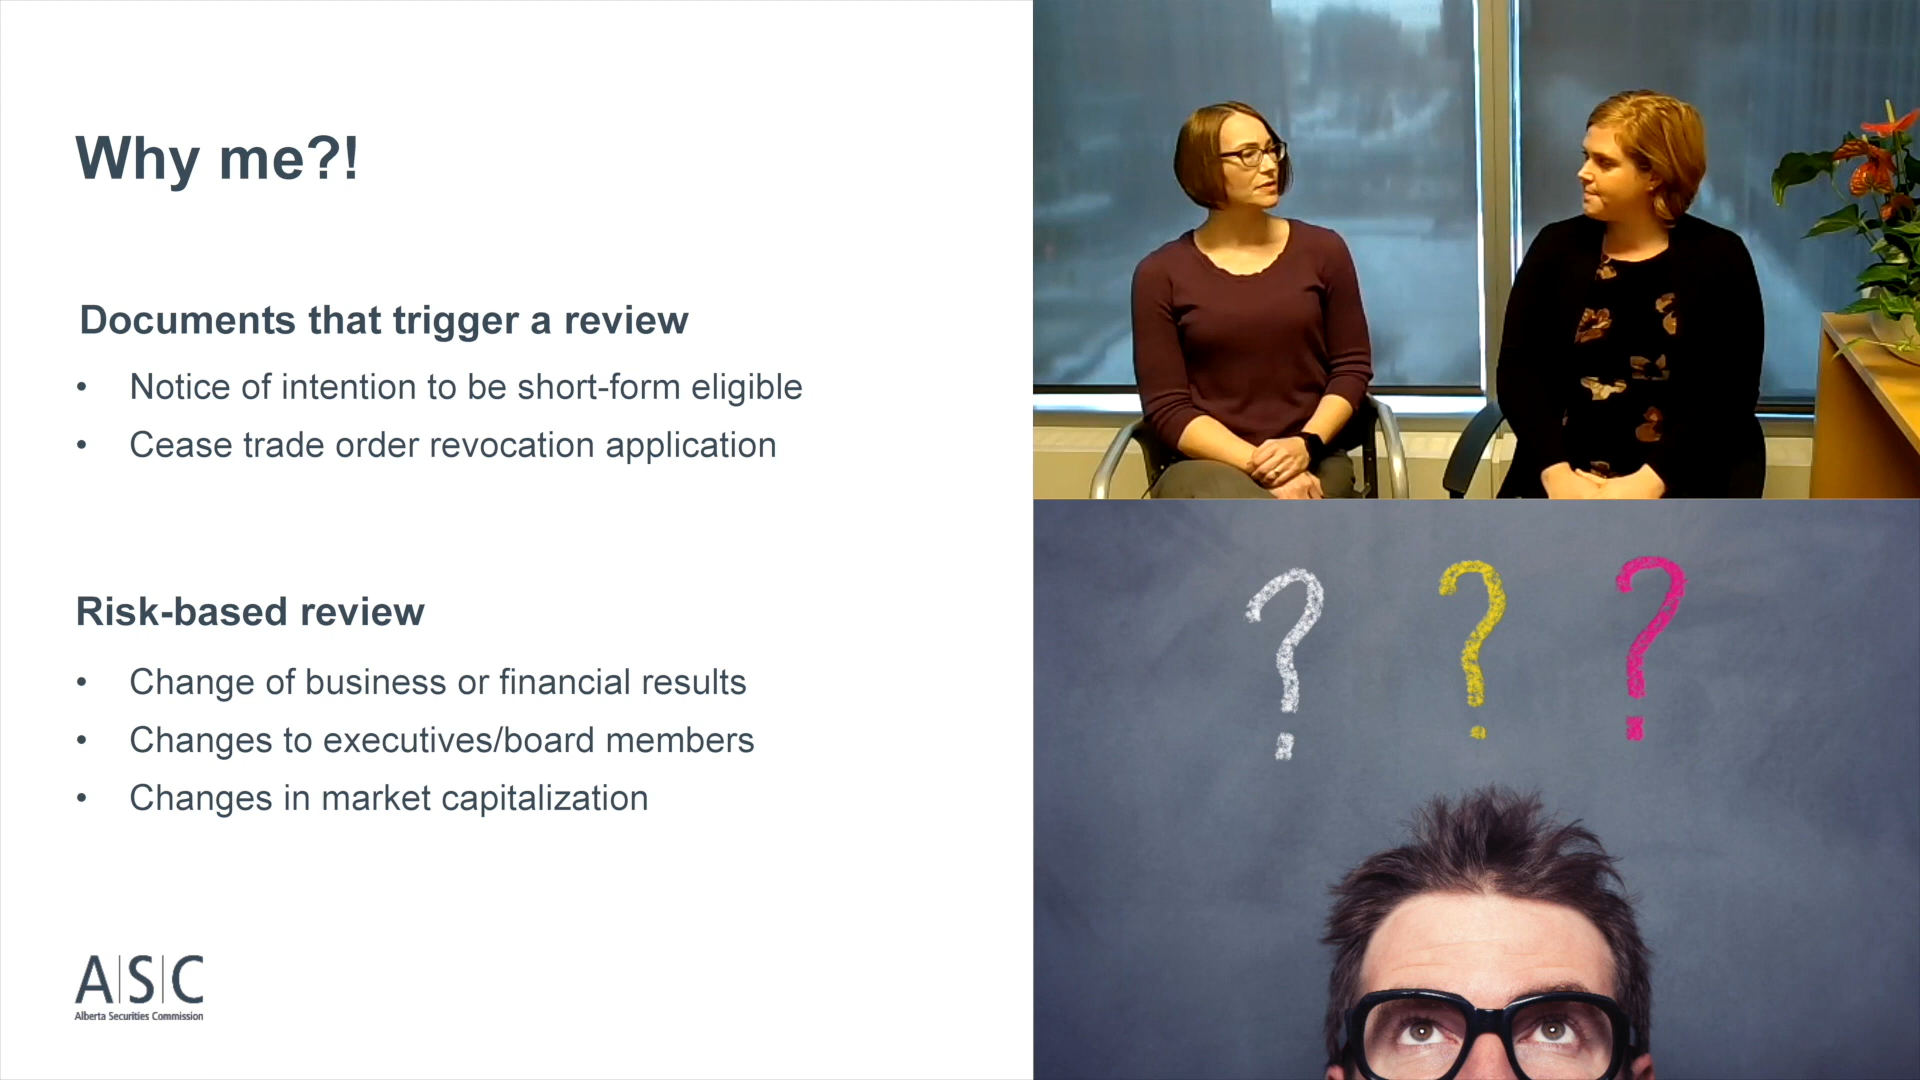 Why me?!
Documents that trigger a review
• Notice of intention to be short-form eligible
• Cease trade order revocation application
Risk-based review
• Change of business or financial results
• Changes to executives/board members
• Changes in market capitalization
A|S|C
Alberta Securities Commission
? ? ?